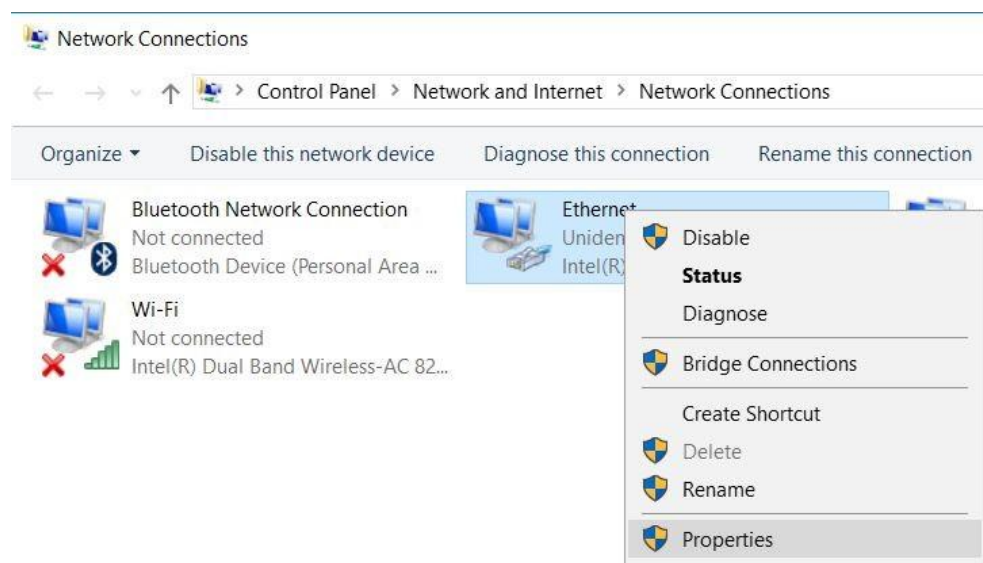 Network Connections
Control Panel > Network and Internet > Network Connections
Organize Disable this network device Diagnose this connection Rename this connection
Bluetooth Network Connection
Not connected
Bluetooth Device (Personal Area ...
Ethernet
Uniden
Intel(R)
Wi-Fi
Not connected
Intel(R) Dual Band Wireless-AC 82...
Disable
Status
Diagnose
Bridge Connections
Create Shortcut
Delete
Rename
Properties